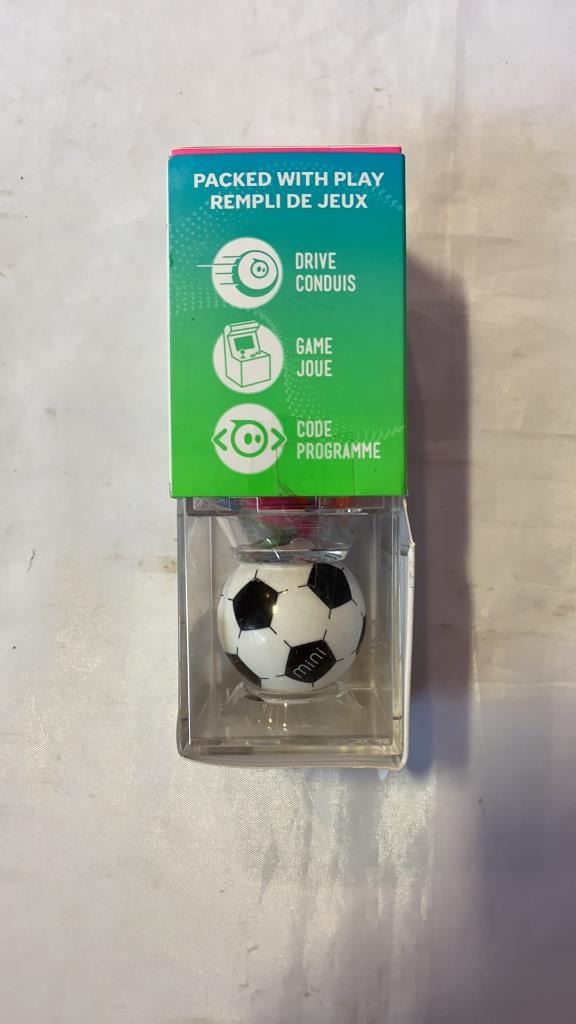 PACKED WITH PLAY
REMPLI DE JEUX
DRIVE
CONDUIS
GAME
JOUE
CODE
PROGRAMME
mini